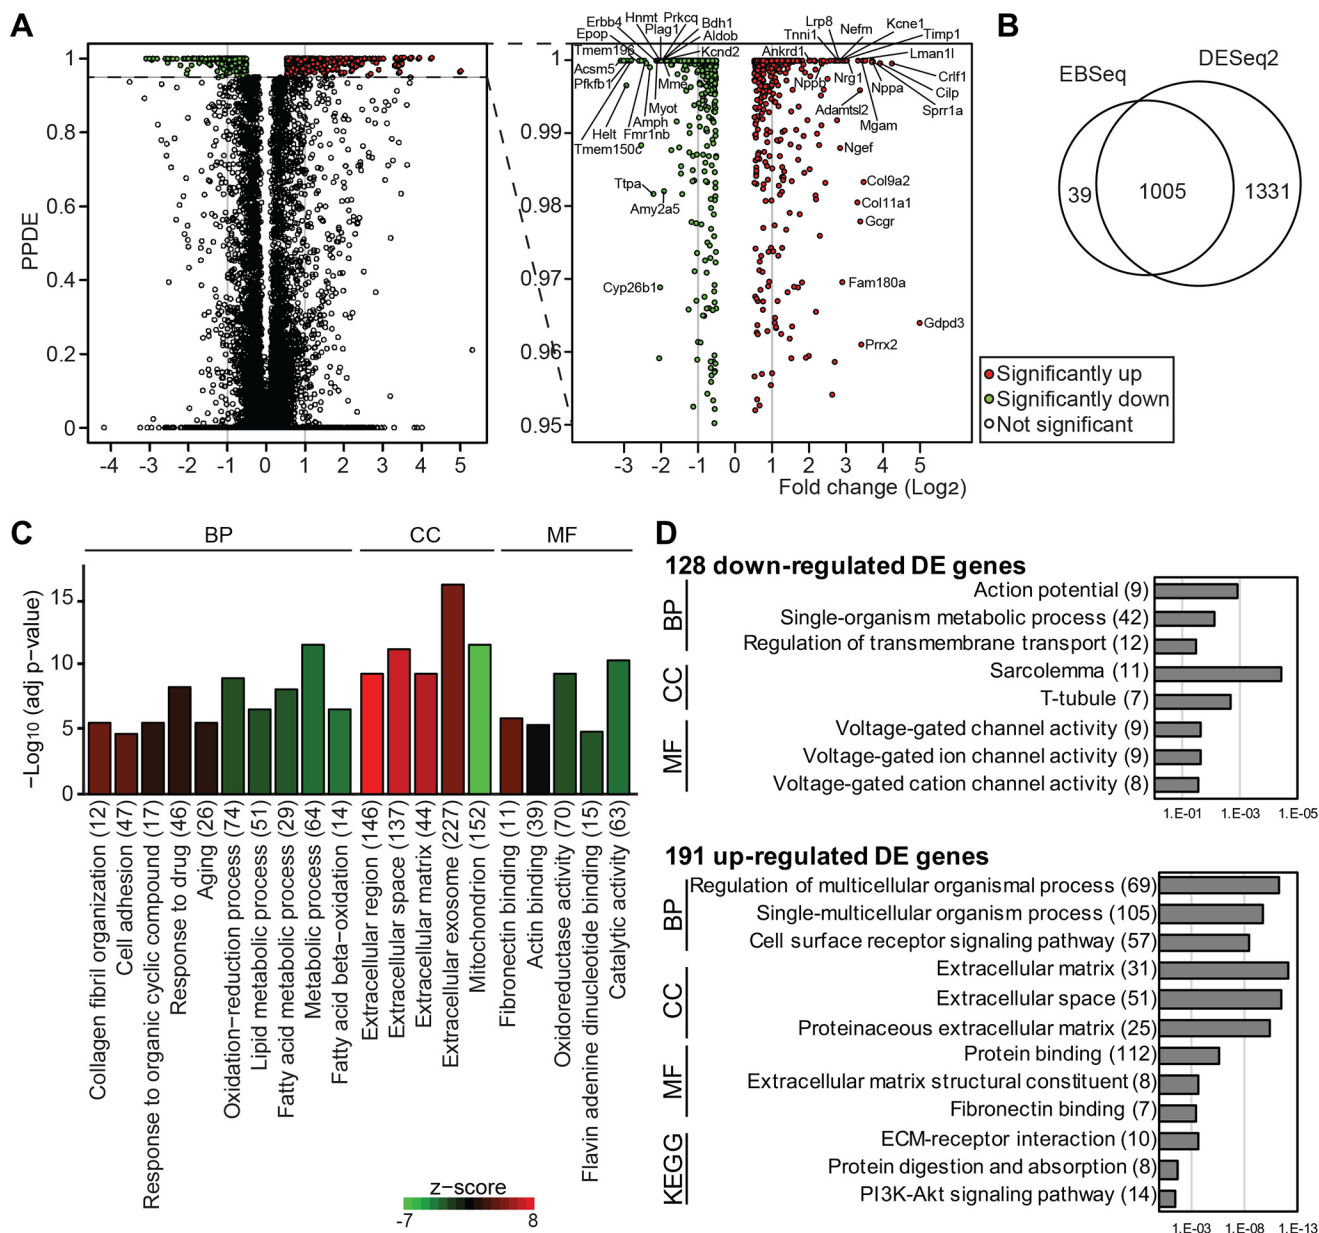 A
PPDE
1
0.8
0.6
0.4
0.2
0
-4 -3 -2 -1 0 1 2 3 4 5
1
0.99
0.98
0.97
0.96
0.95
-3 -2 -1 0 1 2 3 4 5
Fold change (Log2)
Erbb4
Hnmt
Prkcq
Epop
Plag1
Bdh1
Aldob
Tmem196
Kcnd2
Acsm5
Pfkfb1
Mme
Myot
Amph
Helt
Fmr1nb
Tmem150c
Ttpa
Amy2a5
Cyp26b1
Lrp8
Nefm
Kcne1
Tnni1
Timp1
Ankrd1
Lman1l
Nppb
Nrg1
Nppa
Crlf1
Cilp
Adamtsl2
Sprr1a
Mgam
Ngef
Col9a2
Col11a1
Gcgr
Fam180a
Gdpd3
Prrx2
Significantly up
Significantly down
Not significant
B
EBSeq
DESeq2
39
1005
1331
C
BP
CC
MF
−Log10 (adj p−value)
15
10
5
0
Collagen fibril organization (12)
Cell adhesion (47)
Response to organic cyclic compound (17)
Response to drug (46)
Aging (26)
Oxidation−reduction process (74)
Lipid metabolic process (51)
Fatty acid metabolic process (29)
Metabolic process (64)
Fatty acid beta−oxidation (14)
Extracellular region (146)
Extracellular space (137)
Extracellular matrix (44)
Extracellular exosome (227)
Mitochondrion (152)
Fibronectin binding (11)
Actin binding (39)
Oxidoreductase activity (70)
Flavin adenine dinucleotide binding (15)
Catalytic activity (63)
z−score
-7 8
D
128 down-regulated DE genes
BP
Action potential (9)
Single-organism metabolic process (42)
Regulation of transmembrane transport (12)
CC
Sarcolemma (11)
T-tubule (7)
MF
Voltage-gated channel activity (9)
Voltage-gated ion channel activity (9)
Voltage-gated cation channel activity (8)
1.E-01 1.E-03 1.E-05
191 up-regulated DE genes
BP
Regulation of multicellular organismal process (69)
Single-multicellular organism process (105)
Cell surface receptor signaling pathway (57)
CC
Extracellular matrix (31)
Extracellular space (51)
Proteinaceous extracellular matrix (25)
MF
Protein binding (112)
Extracellular matrix structural constituent (8)
Fibronectin binding (7)
KEGG
ECM-receptor interaction (10)
Protein digestion and absorption (8)
PI3K-Akt signaling pathway (14)
1.E-03 1.E-08 1.E-13